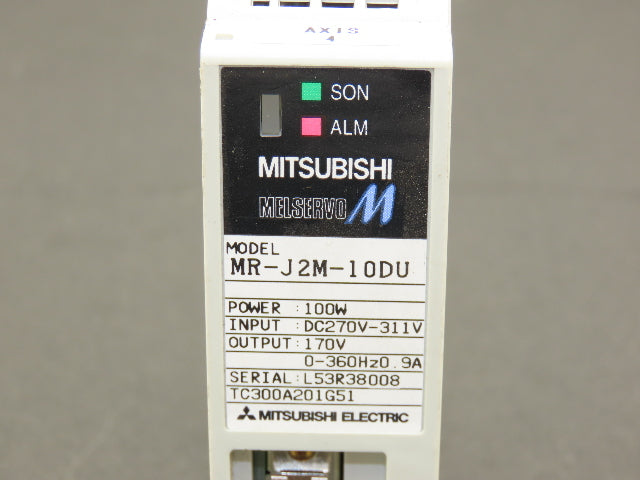 AXIS
4
SON
ALM
MITSUBISHI
MELSERVO M
MODEL
MR-J2M-10DU
POWER :100W
INPUT :DC270V-311V
OUTPUT:170V
0-360Hz0.9A
SERIAL:L53R38008
TC300A201G51
MITSUBISHI ELECTRIC